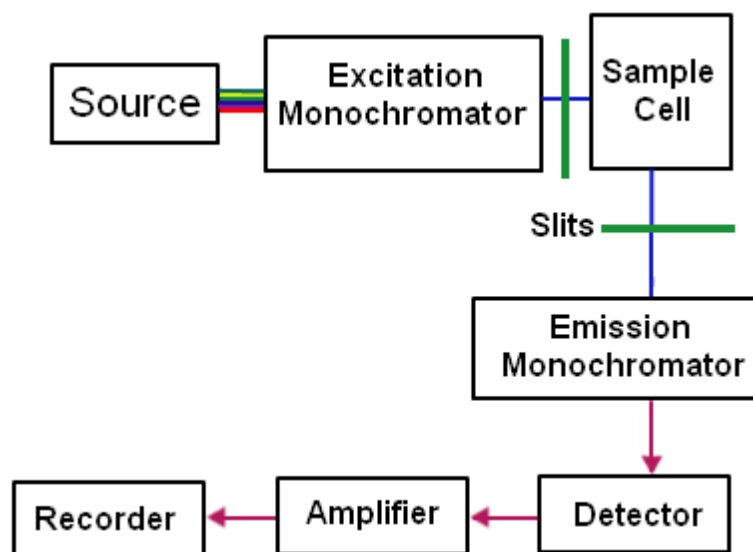 Source
Excitation
Monochromator
Sample
Cell
Slits
Emission
Monochromator
Detector
Amplifier
Recorder